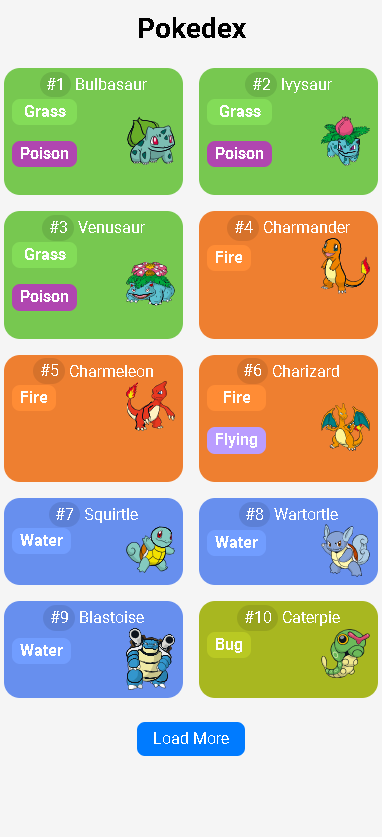 Pokedex
#1 Bulbasaur
Grass
Poison
#2 Ivysaur
Grass
Poison
#3 Venusaur
Grass
Poison
#4 Charmander
Fire
#5 Charmeleon
Fire
#6 Charizard
Fire
Flying
#7 Squirtle
Water
#8 Wartortle
Water
#9 Blastoise
Water
#10 Caterpie
Bug
Load More